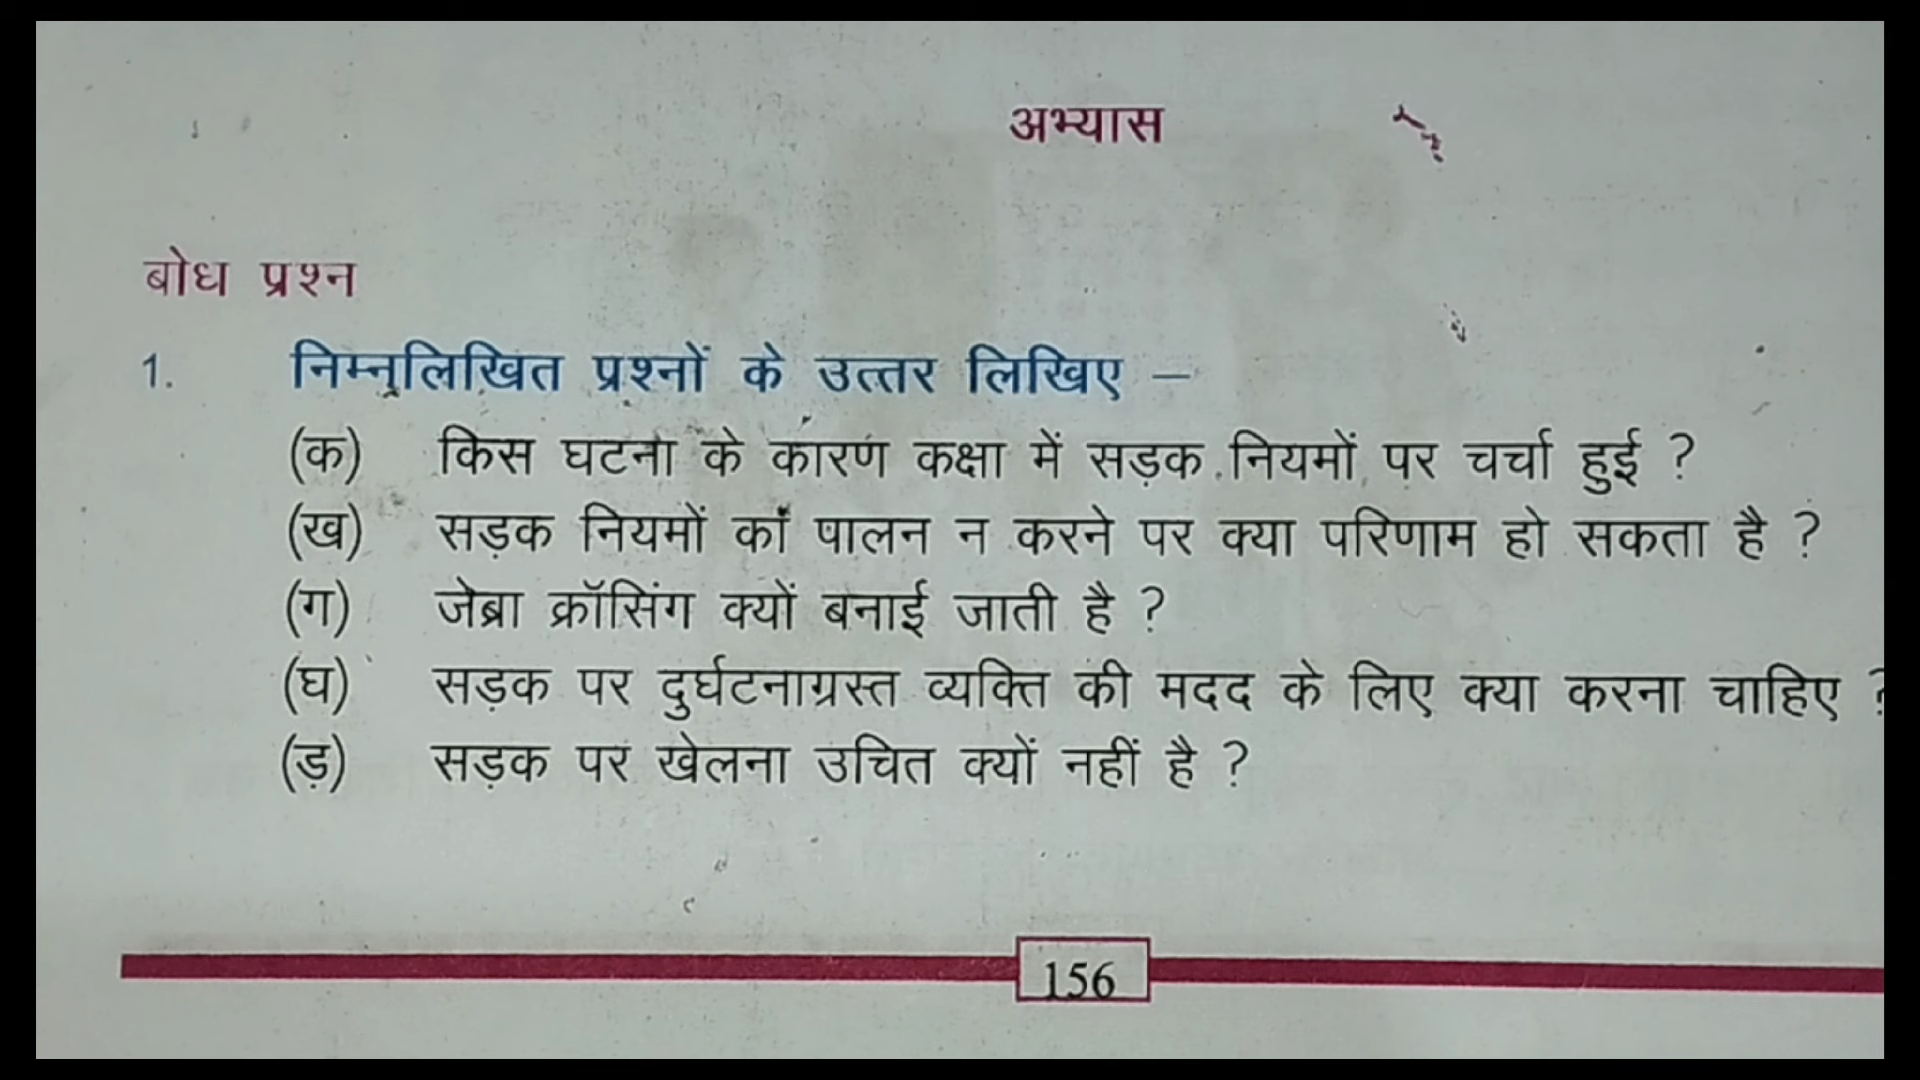 अभ्यास
बोध प्रश्न
1. निम्नलिखित प्रश्नों के उत्तर लिखिए –
(क) किस घटना के कारण कक्षा में सड़क नियमों पर चर्चा हुई ?
(ख) सड़क नियमों का पालन न करने पर क्या परिणाम हो सकता है ?
(ग) जेब्रा क्रॉसिंग क्यों बनाई जाती है ?
(घ) सड़क पर दुर्घटनाग्रस्त व्यक्ति की मदद के लिए क्या करना चाहिए ?
(ड़) सड़क पर खेलना उचित क्यों नहीं है ?
156